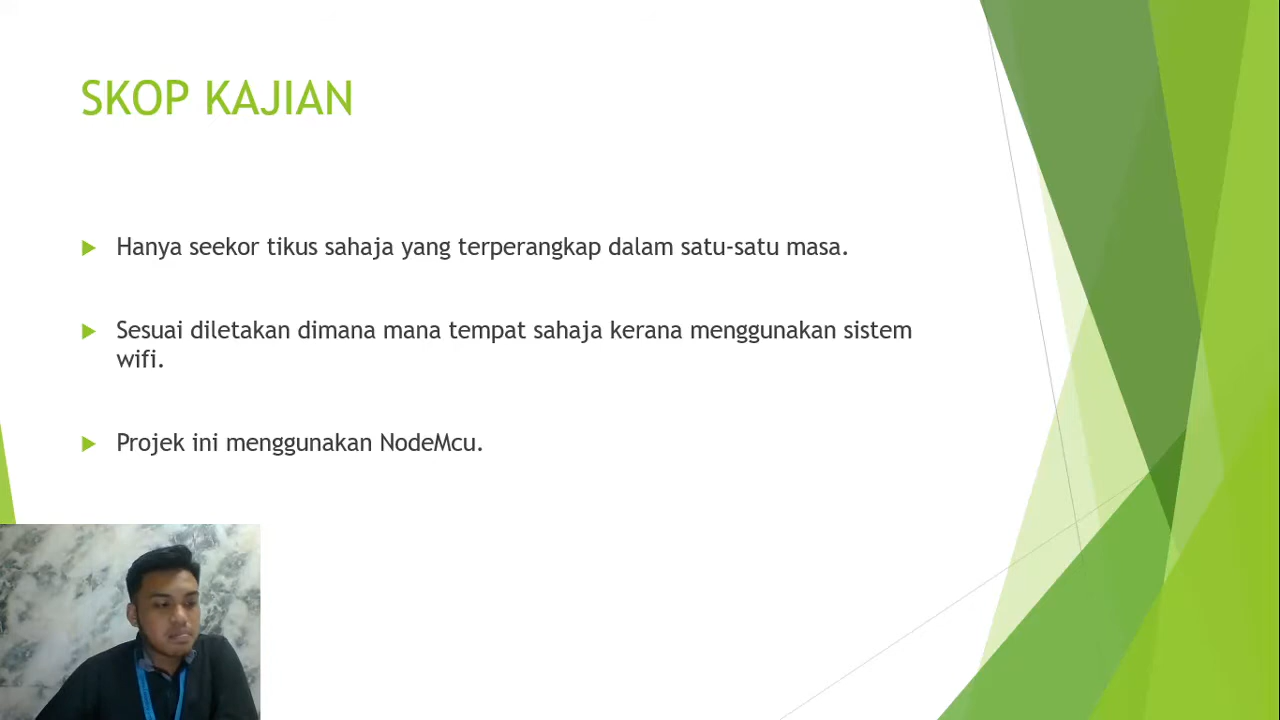 SKOP KAJIAN
Hanya seekor tikus sahaja yang terperangkap dalam satu-satu masa.
Sesuai diletakan dimana mana tempat sahaja kerana menggunakan sistem
wifi.
Projek ini menggunakan NodeMcu.